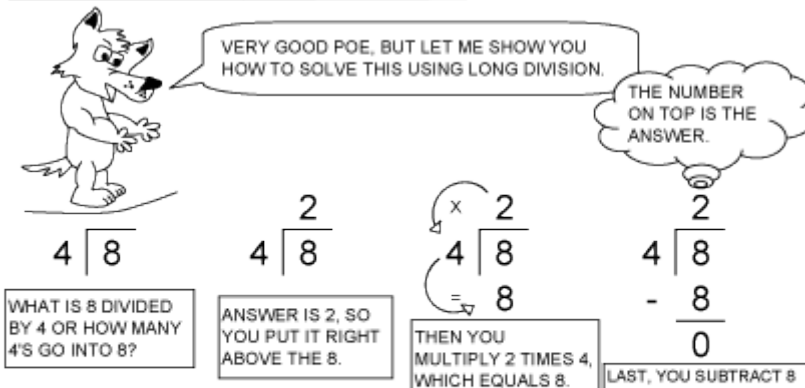 VERY GOOD POE, BUT LET ME SHOW YOU
HOW TO SOLVE THIS USING LONG DIVISION.
THE NUMBER
ON TOP IS THE
ANSWER.
4 8
WHAT IS 8 DIVIDED
BY 4 OR HOW MANY
4'S GO INTO 8?
2
4 8
ANSWER IS 2, SO
YOU PUT IT RIGHT
ABOVE THE 8.
X 2
4 8
= 8
THEN YOU
MULTIPLY 2 TIMES 4,
WHICH EQUALS 8.
2
4 8
- 8
0
LAST, YOU SUBTRACT 8